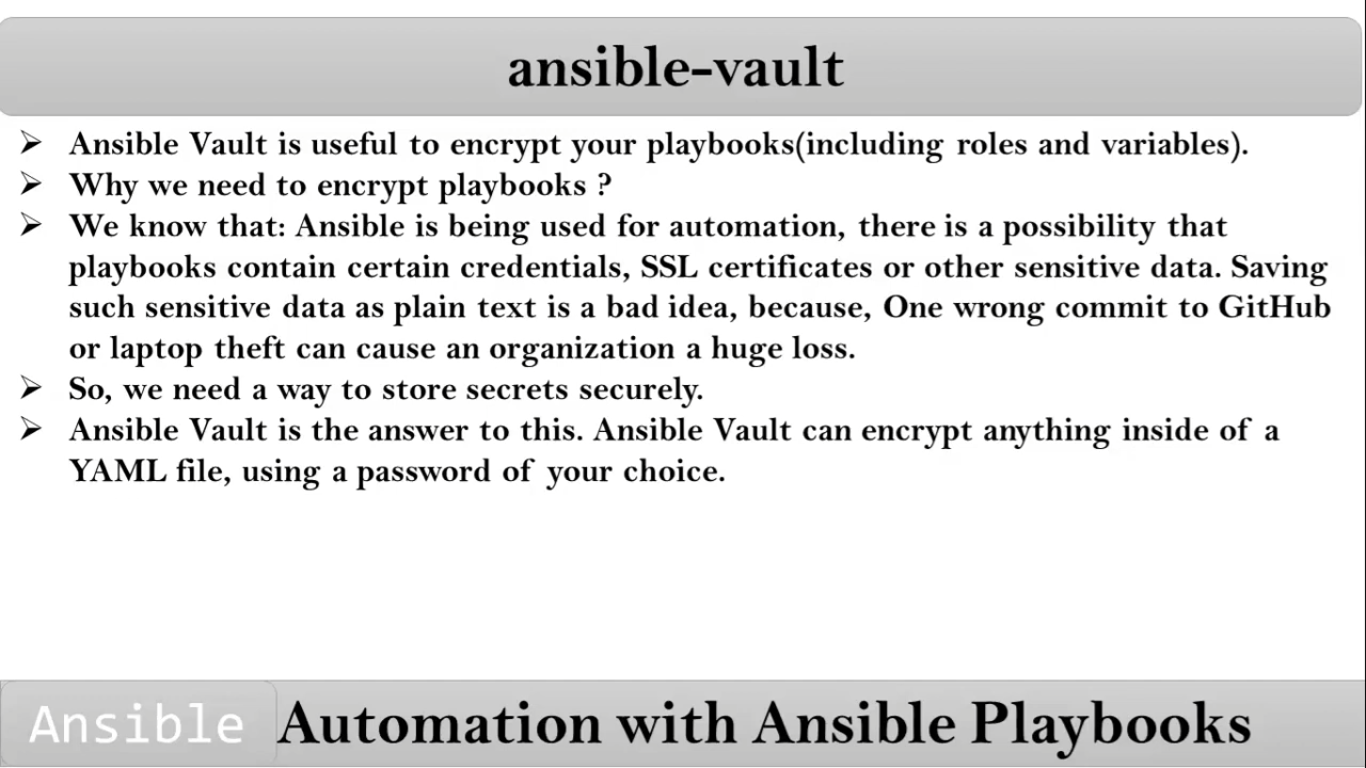 ansible-vault
Ansible Vault is useful to encrypt your playbooks(including roles and variables).
Why we need to encrypt playbooks ?
We know that: Ansible is being used for automation, there is a possibility that
playbooks contain certain credentials, SSL certificates or other sensitive data. Saving
such sensitive data as plain text is a bad idea, because, One wrong commit to GitHub
or laptop theft can cause an organization a huge loss.
So, we need a way to store secrets securely.
Ansible Vault is the answer to this. Ansible Vault can encrypt anything inside of a
YAML file, using a password of your choice.
Ansible Automation with Ansible Playbooks